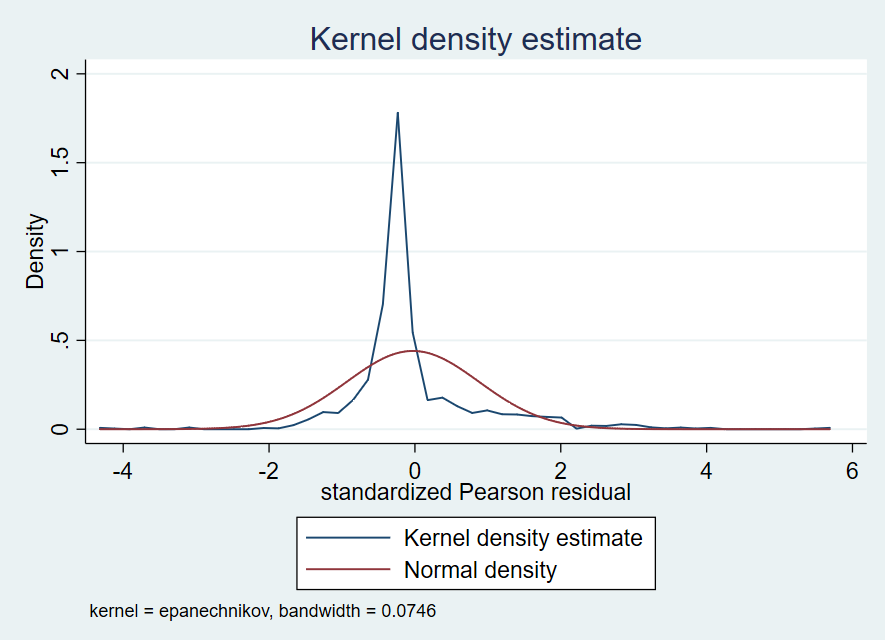 Kernel density estimate
2
1.5
1
.5
0
Density
-4 -2 0 2 4 6
standardized Pearson residual
Kernel density estimate
Normal density
kernel = epanechnikov, bandwidth = 0.0746